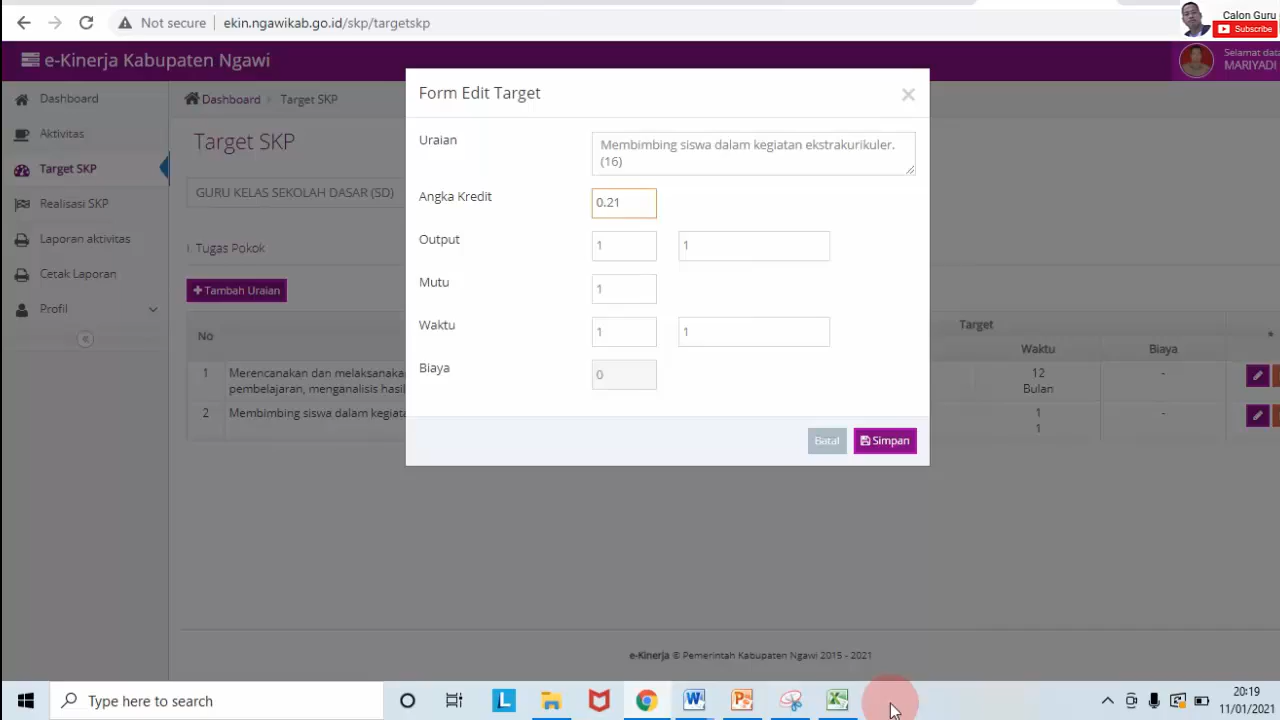 Not secure
ekin.ngawikab.go.id/skp/targetskp
Calon Guru
Subscribe
e-Kinerja Kabupaten Ngawi
Selamat data
MARIYADI
Dashboard
Aktivitas
Target SKP
Realisasi SKP
Laporan aktivitas
Cetak Laporan
Profil
Dashboard > Target SKP
Target SKP
GURU KELAS SEKOLAH DASAR (SD)
I. Tugas Pokok
+ Tambah Uraian
No
Target
Waktu
Biaya
1
Merencanakan dan melaksanaka
pembelajaran, menganalisis hasil
12
Bulan
-
2
Membimbing siswa dalam kegiata
1
1
-
Form Edit Target
×
Uraian
Membimbing siswa dalam kegiatan ekstrakurikuler.
(16)
Angka Kredit
0.21
Output
1
1
Mutu
1
Waktu
1
1
Biaya
0
Batal
Simpan
e-Kinerja © Pemerintah Kabupaten Ngawi 2015 - 2021
Type here to search
20:19
11/01/2021